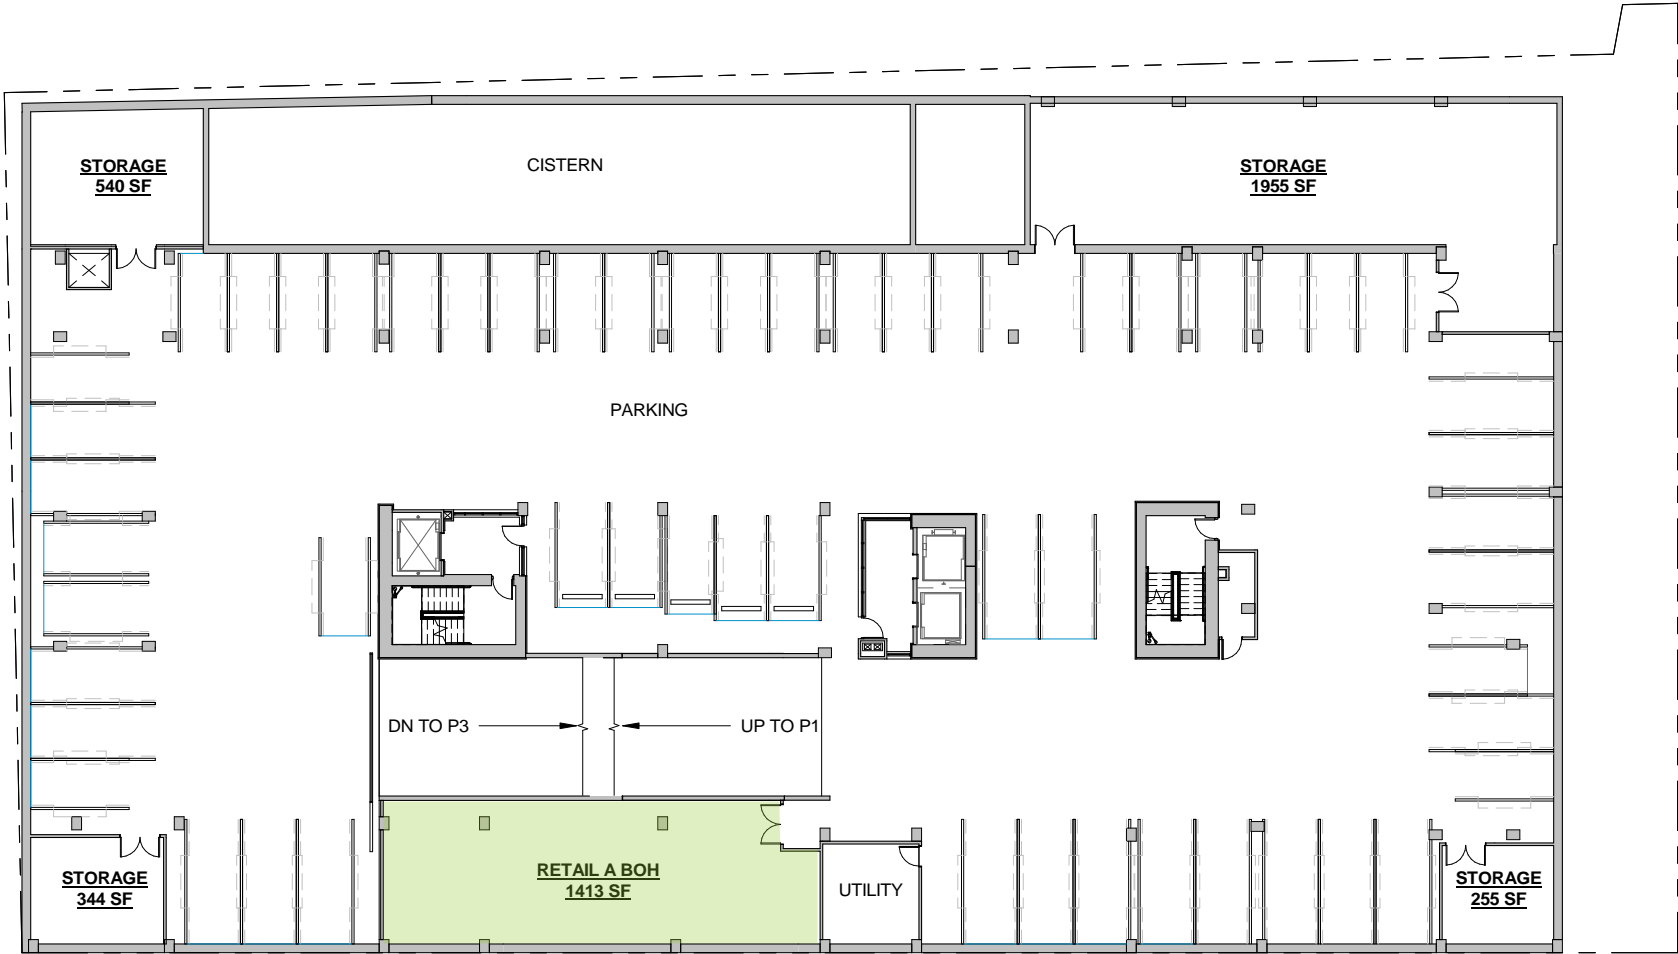 STORAGE
540 SF
CISTERN
STORAGE
1955 SF
PARKING
DN TO P3
UP TO P1
RETAIL A BOH
1413 SF
UTILITY
STORAGE
344 SF
STORAGE
255 SF